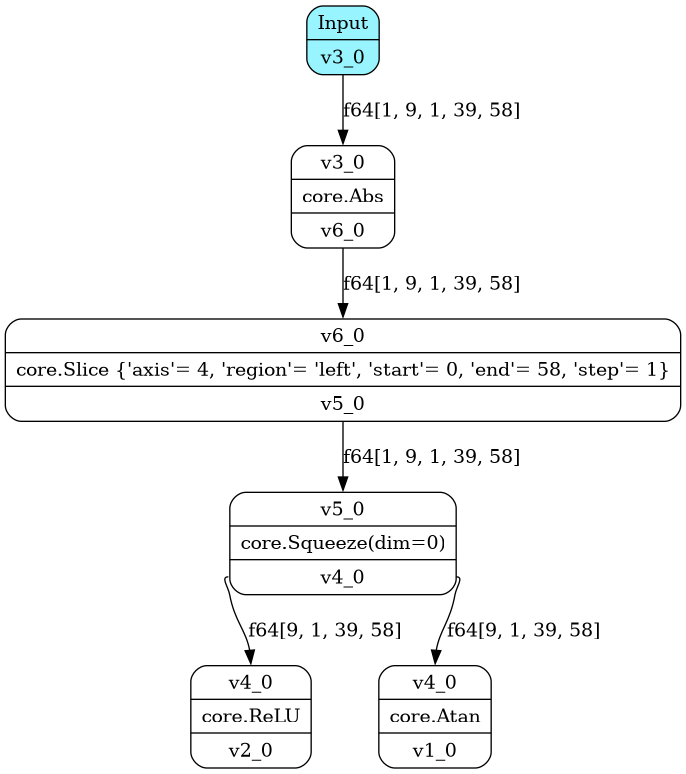 Input
v3_0
f64[1, 9, 1, 39, 58]
v3_0
core.Abs
v6_0
f64[1, 9, 1, 39, 58]
v6_0
core.Slice {'axis'= 4, 'region'= 'left', 'start'= 0, 'end'= 58, 'step'= 1}
v5_0
f64[1, 9, 1, 39, 58]
v5_0
core.Squeeze(dim=0)
v4_0
f64[9, 1, 39, 58]
f64[9, 1, 39, 58]
v4_0
core.ReLU
v2_0
v4_0
core.Atan
v1_0